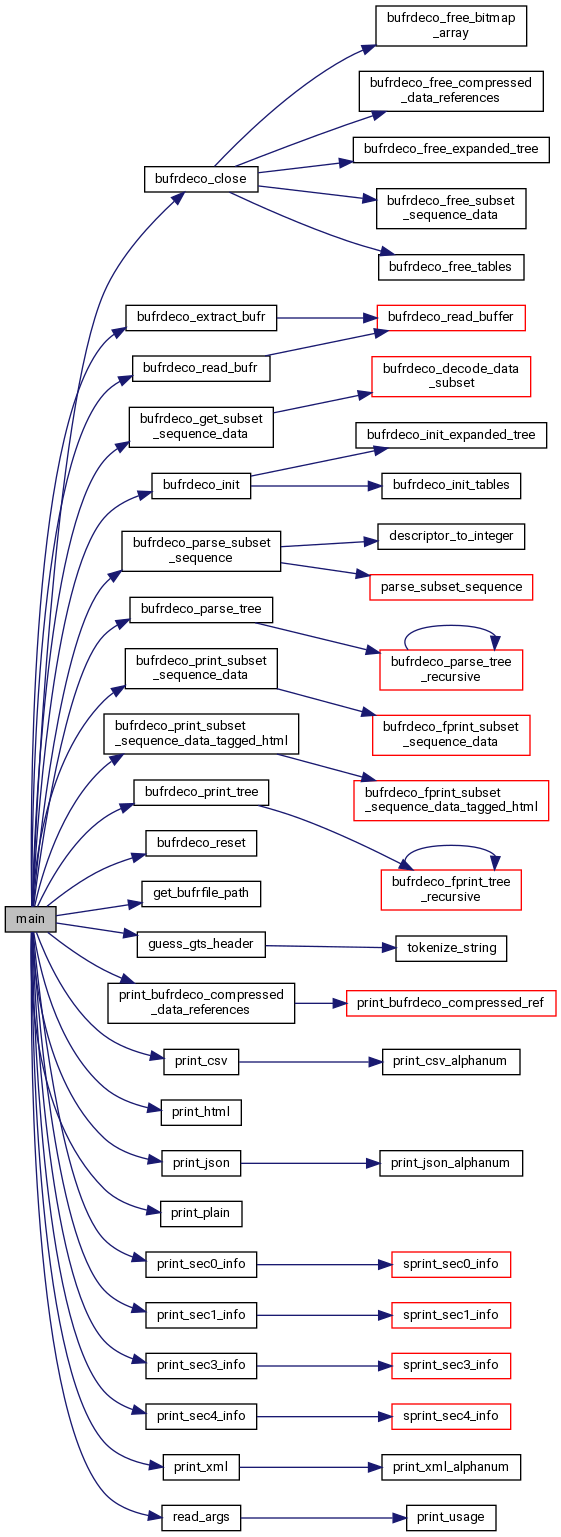 bufrdeco_free_bitmap
_array
bufrdeco_free_compressed
_data_references
bufrdeco_free_expanded_tree
bufrdeco_close
bufrdeco_free_subset
_sequence_data
bufrdeco_free_tables
bufrdeco_extract_bufr
bufrdeco_read_buffer
bufrdeco_read_bufr
bufrdeco_decode_data
_subset
bufrdeco_get_subset
_sequence_data
bufrdeco_init_expanded_tree
bufrdeco_init
bufrdeco_init_tables
bufrdeco_parse_subset
_sequence
descriptor_to_integer
parse_subset_sequence
bufrdeco_parse_tree
bufrdeco_parse_tree
_recursive
bufrdeco_print_subset
_sequence_data
bufrdeco_fprint_subset
_sequence_data
bufrdeco_print_subset
_sequence_data_tagged_html
bufrdeco_fprint_subset
_sequence_data_tagged_html
bufrdeco_print_tree
bufrdeco_fprint_tree
_recursive
bufrdeco_reset
get_bufrfile_path
main
guess_gts_header
tokenize_string
print_bufrdeco_compressed
_data_references
print_bufrdeco_compressed_ref
print_csv
print_csv_alphanum
print_html
print_json
print_json_alphanum
print_plain
print_sec0_info
sprint_sec0_info
print_sec1_info
sprint_sec1_info
print_sec3_info
sprint_sec3_info
print_sec4_info
sprint_sec4_info
print_xml
print_xml_alphanum
read_args
print_usage